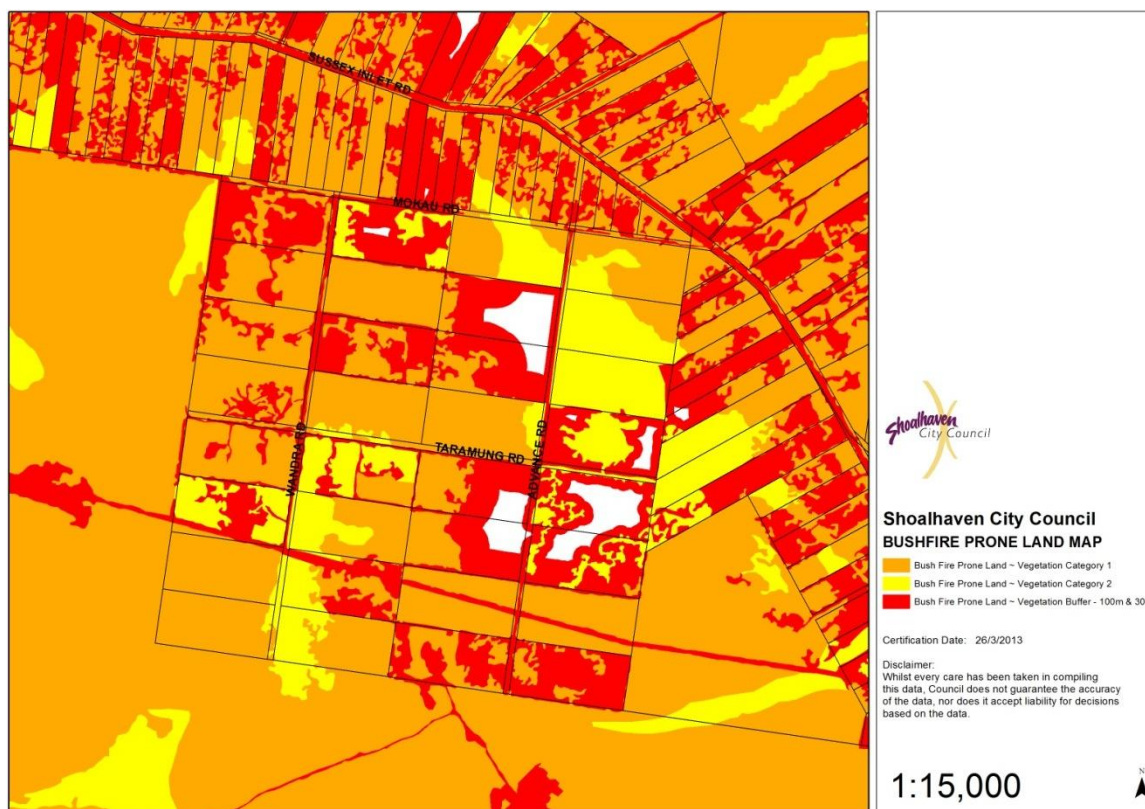 SUSSEX INLET RD
MOKAU RD
WANDRA RD
TARAMUNG RD
ADVANCE RD
Shoalhaven
City Council
Shoalhaven City Council
BUSHFIRE PRONE LAND MAP
Bush Fire Prone Land ~ Vegetation Category 1
Bush Fire Prone Land ~ Vegetation Category 2
Bush Fire Prone Land ~ Vegetation Buffer - 100m & 30
Certification Date: 26/3/2013
Disclaimer:
Whilst every care has been taken in compiling
this data, Council does not guarantee the accuracy
of the data, nor does it accept liability for decisions
based on the data.
1:15,000
N